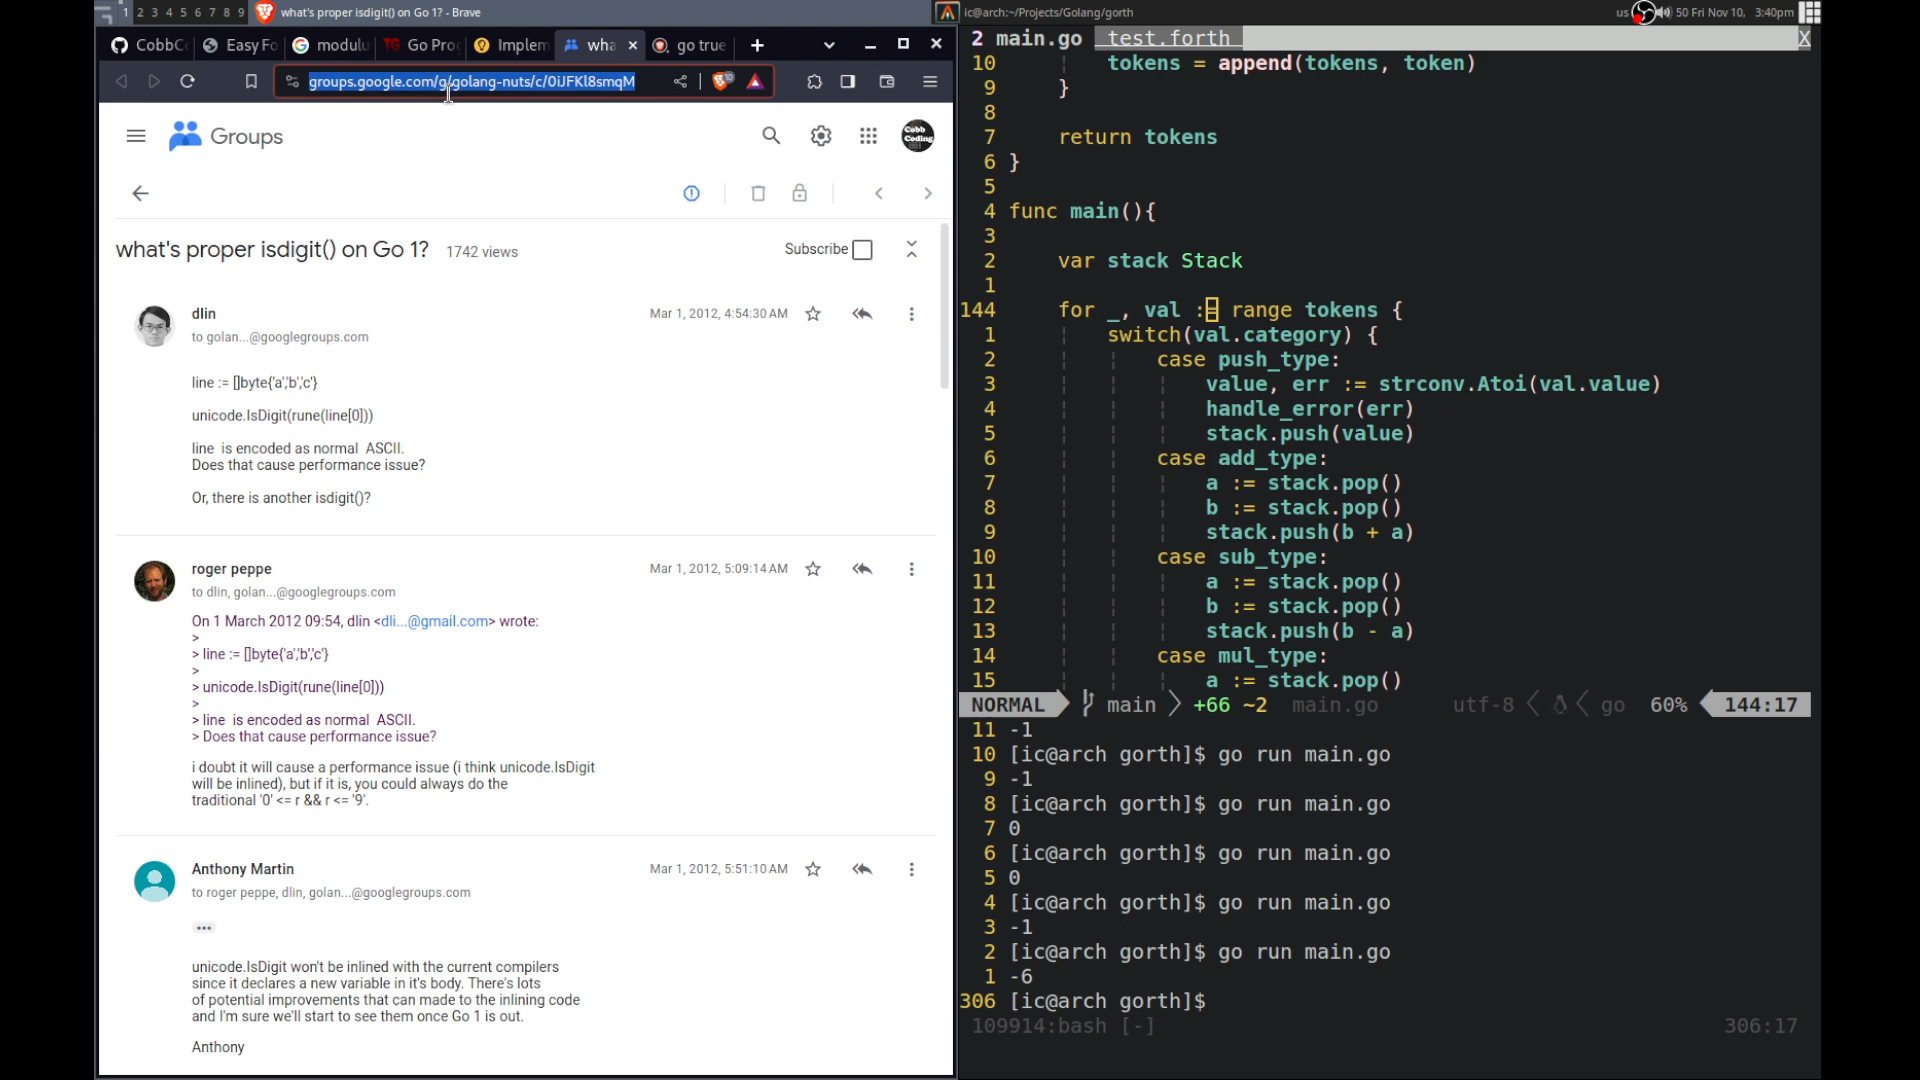 1 2 3 4 5 6 7 8 9 what's proper isdigit() on Go 1? - Brave
CobbC Easy Fo modulu Go Pro Implem wha go true
groups.google.com/g/golang-nuts/c/0iJFKl8smqM
Groups
what's proper isdigit() on Go 1? 1742 views Subscribe
dlin Mar 1, 2012, 4:54:30 AM
to golan...@googlegroups.com
line := []byte{'a','b','c'}
unicode.IsDigit(rune(line[0]))
line is encoded as normal ASCII.
Does that cause performance issue?
Or, there is another isdigit()?
roger peppe Mar 1, 2012, 5:09:14 AM
to dlin, golan...@googlegroups.com
On 1 March 2012 09:54, dlin <dli...@gmail.com> wrote:
>
> line := []byte{'a','b','c'}
>
> unicode.IsDigit(rune(line[0]))
>
> line is encoded as normal ASCII.
> Does that cause performance issue?
i doubt it will cause a performance issue (i think unicode.IsDigit
will be inlined), but if it is, you could always do the
traditional '0' <= r && r <= '9'.
Anthony Martin Mar 1, 2012, 5:51:10 AM
to roger peppe, dlin, golan...@googlegroups.com
...
unicode.IsDigit won't be inlined with the current compilers
since it declares a new variable in it's body. There's lots
of potential improvements that can made to the inlining code
and I'm sure we'll start to see them once Go 1 is out.
Anthony
ic@arch:~/Projects/Golang/gorth us 50 Fri Nov 10, 3:40pm
2 main.go test.forth X
10 tokens = append(tokens, token)
9 }
8
7 return tokens
6 }
5
4 func main(){
3
2 var stack Stack
1
144 for _, val := range tokens {
1 switch(val.category) {
2 case push_type:
3 value, err := strconv.Atoi(val.value)
4 handle_error(err)
5 stack.push(value)
6 case add_type:
7 a := stack.pop()
8 b := stack.pop()
9 stack.push(b + a)
10 case sub_type:
11 a := stack.pop()
12 b := stack.pop()
13 stack.push(b - a)
14 case mul_type:
15 a := stack.pop()
NORMAL main +66 ~2 main.go utf-8 go 60% 144:17
11 -1
10 [ic@arch gorth]$ go run main.go
9 -1
8 [ic@arch gorth]$ go run main.go
7 0
6 [ic@arch gorth]$ go run main.go
5 0
4 [ic@arch gorth]$ go run main.go
3 -1
2 [ic@arch gorth]$ go run main.go
1 -6
306 [ic@arch gorth]$
109914:bash [-] 306:17